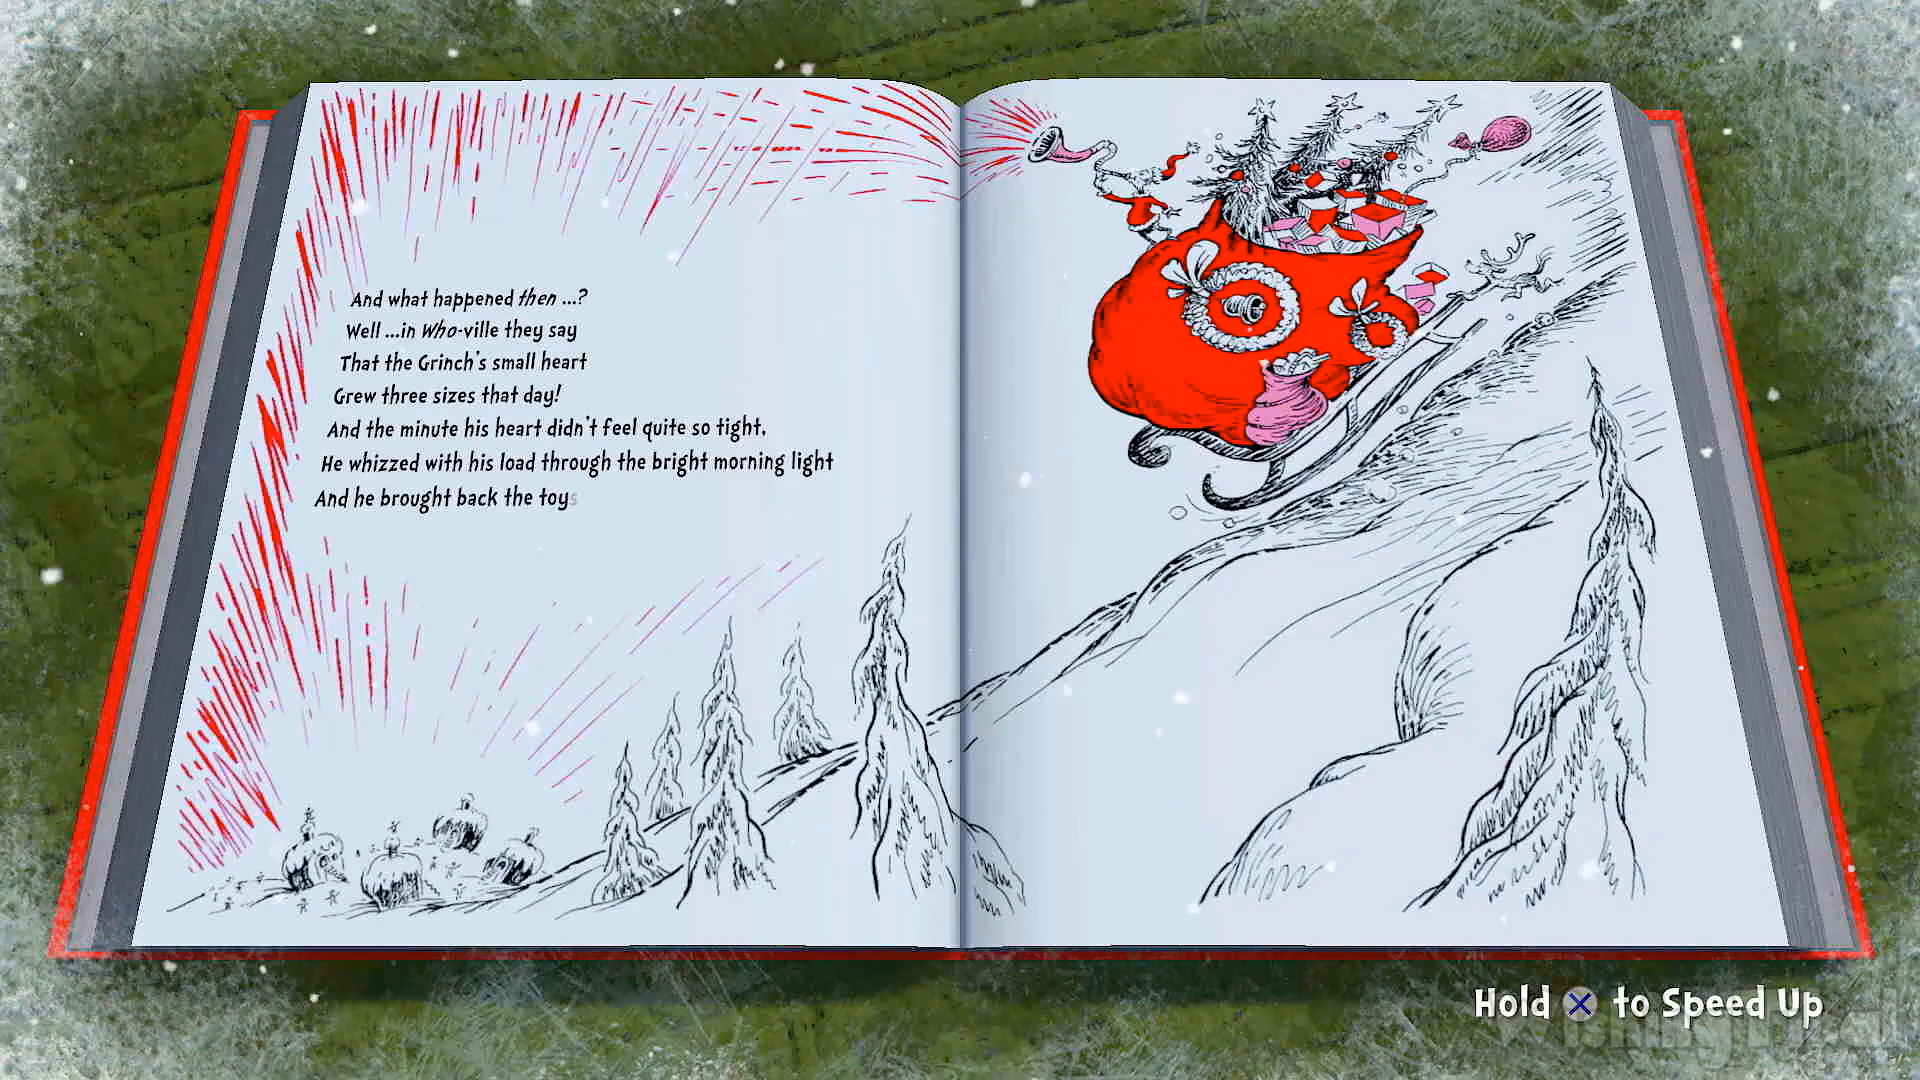 And what happened then ...?
Well ...in Who-ville they say
That the Grinch's small heart
Grew three sizes that day!
And the minute his heart didn't feel quite so tight,
He whizzed with his load through the bright morning light
And he brought back the toys
Hold X to Speed Up